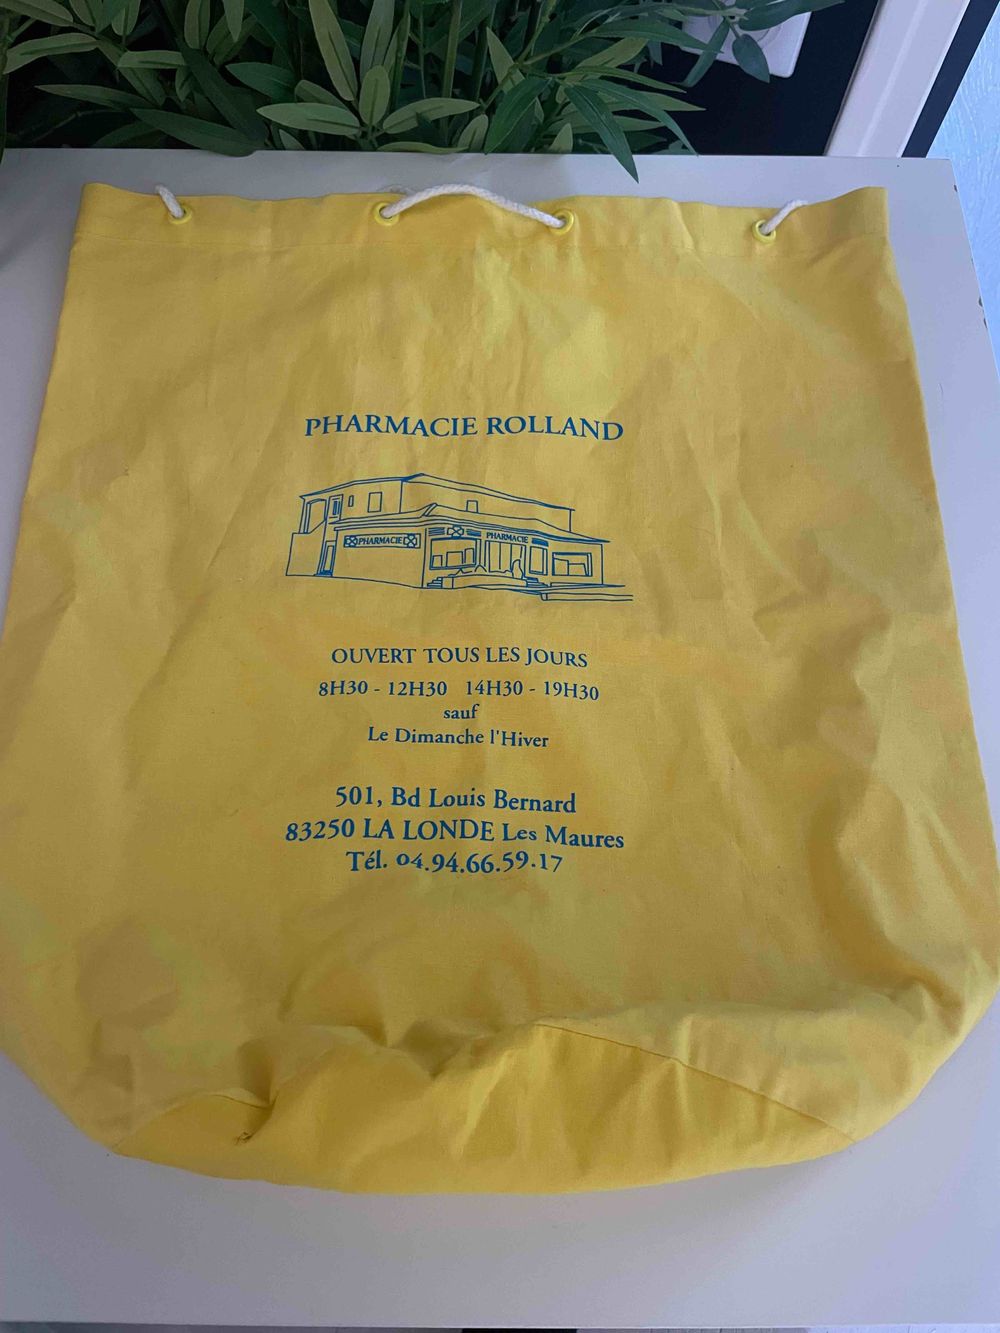 PHARMACIE ROLLAND
PHARMACIE
PHARMACIE
OUVERT TOUS LES JOURS
8H30 - 12H30 14H30 - 19H30
sauf
Le Dimanche l'Hiver
501, Bd Louis Bernard
83250 LA LONDE Les Maures
Tél. 04.94.66.59.17